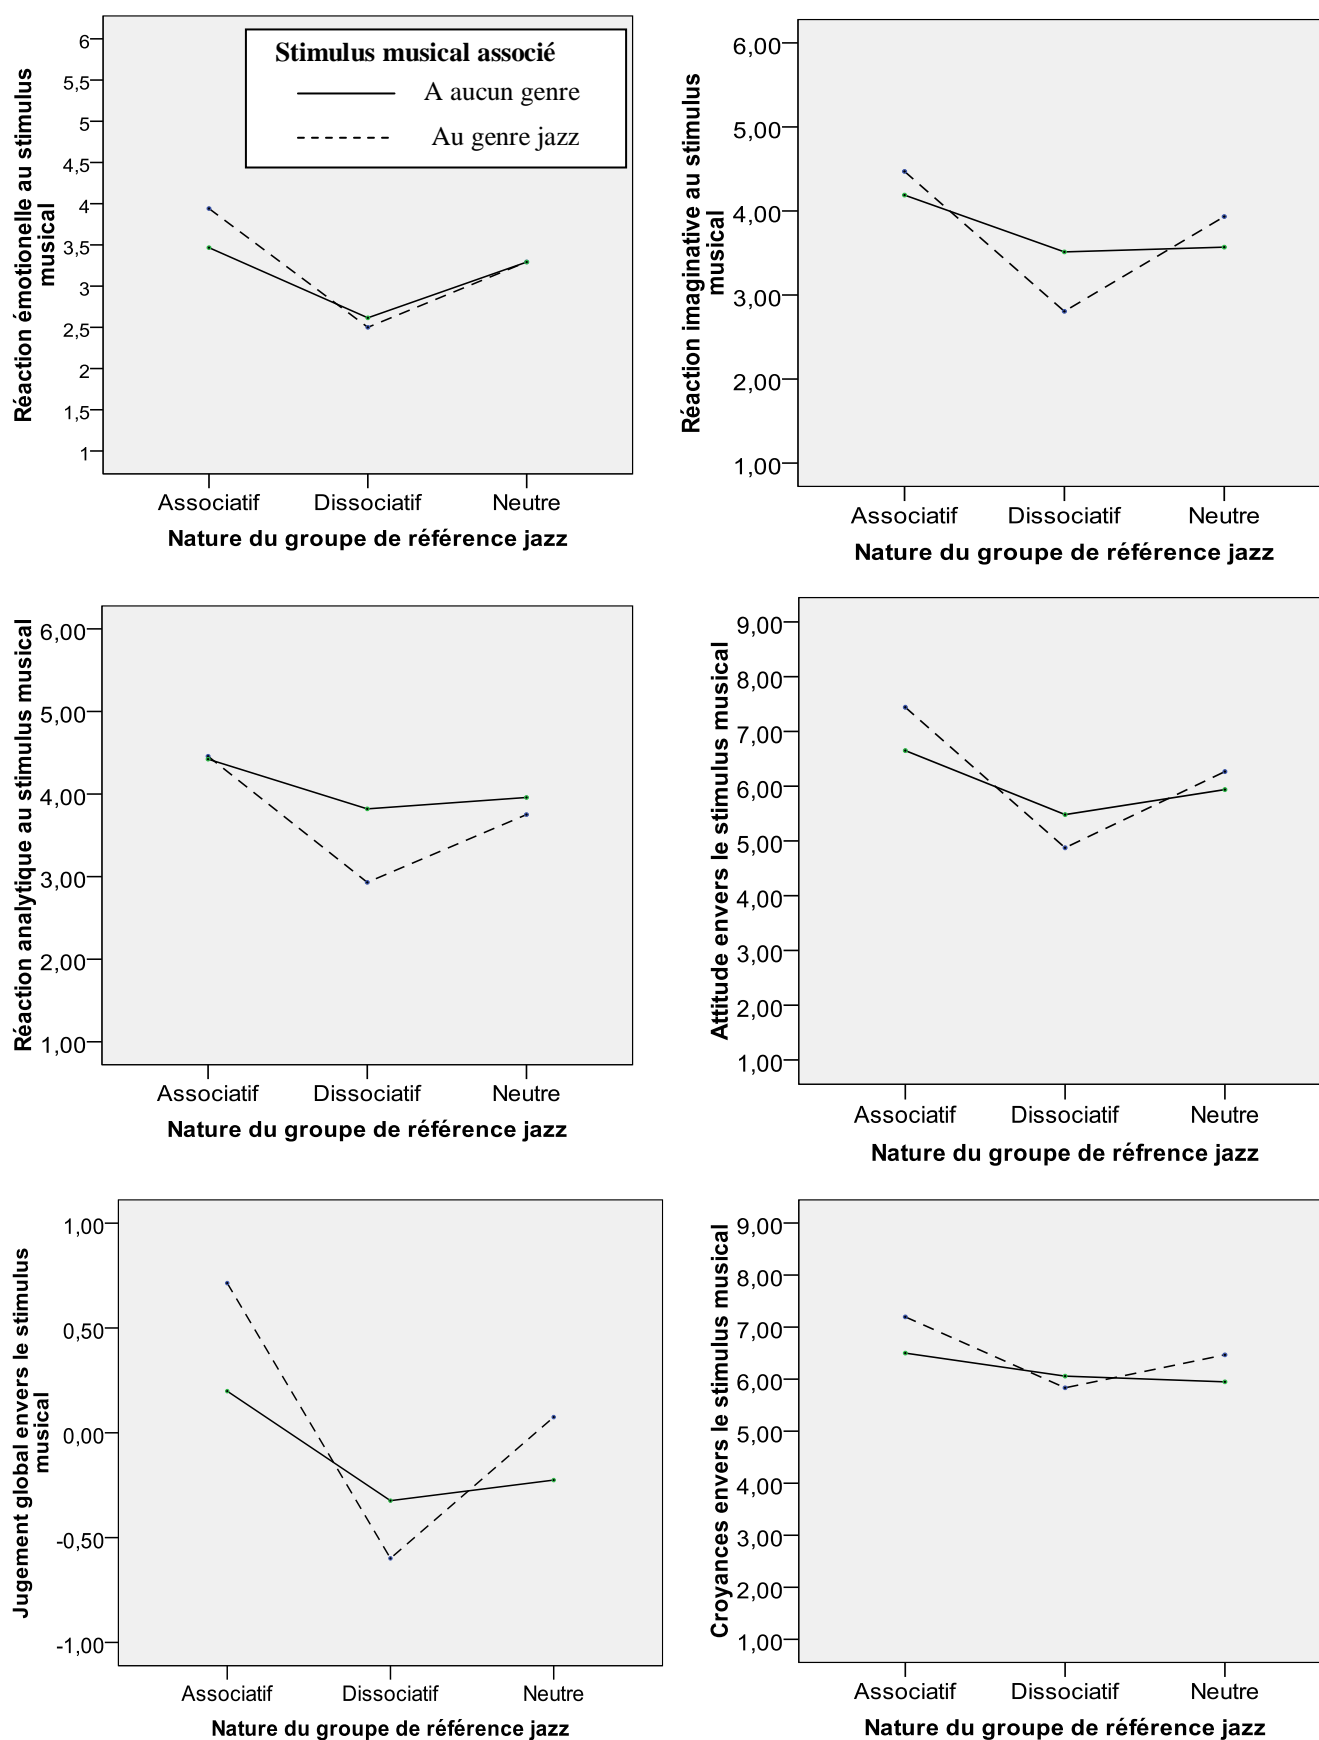 Réaction émotionelle au stimulus
musical
6
5,5
5
4,5
4
3,5
3
2,5
2
1,5
1
Stimulus musical associé
A aucun genre
Au genre jazz
Associatif Dissociatif Neutre
Nature du groupe de référence jazz
Réaction imaginative au stimulus
musical
6,00
5,00
4,00
3,00
2,00
1,00
Associatif Dissociatif Neutre
Nature du groupe de référence jazz
Réaction analytique au stimulus musical
6,00
5,00
4,00
3,00
2,00
1,00
Associatif Dissociatif Neutre
Nature du groupe de référence jazz
Attitude envers le stimulus musical
9,00
8,00
7,00
6,00
5,00
4,00
3,00
2,00
1,00
Associatif Dissociatif Neutre
Nature du groupe de réfrence jazz
Jugement global envers le stimulus
musical
1,00
0,50
0,00
-0,50
-1,00
Associatif Dissociatif Neutre
Nature du groupe de référence jazz
Croyances envers le stimulus musical
9,00
8,00
7,00
6,00
5,00
4,00
3,00
2,00
1,00
Associatif Dissociatif Neutre
Nature du groupe de référence jazz